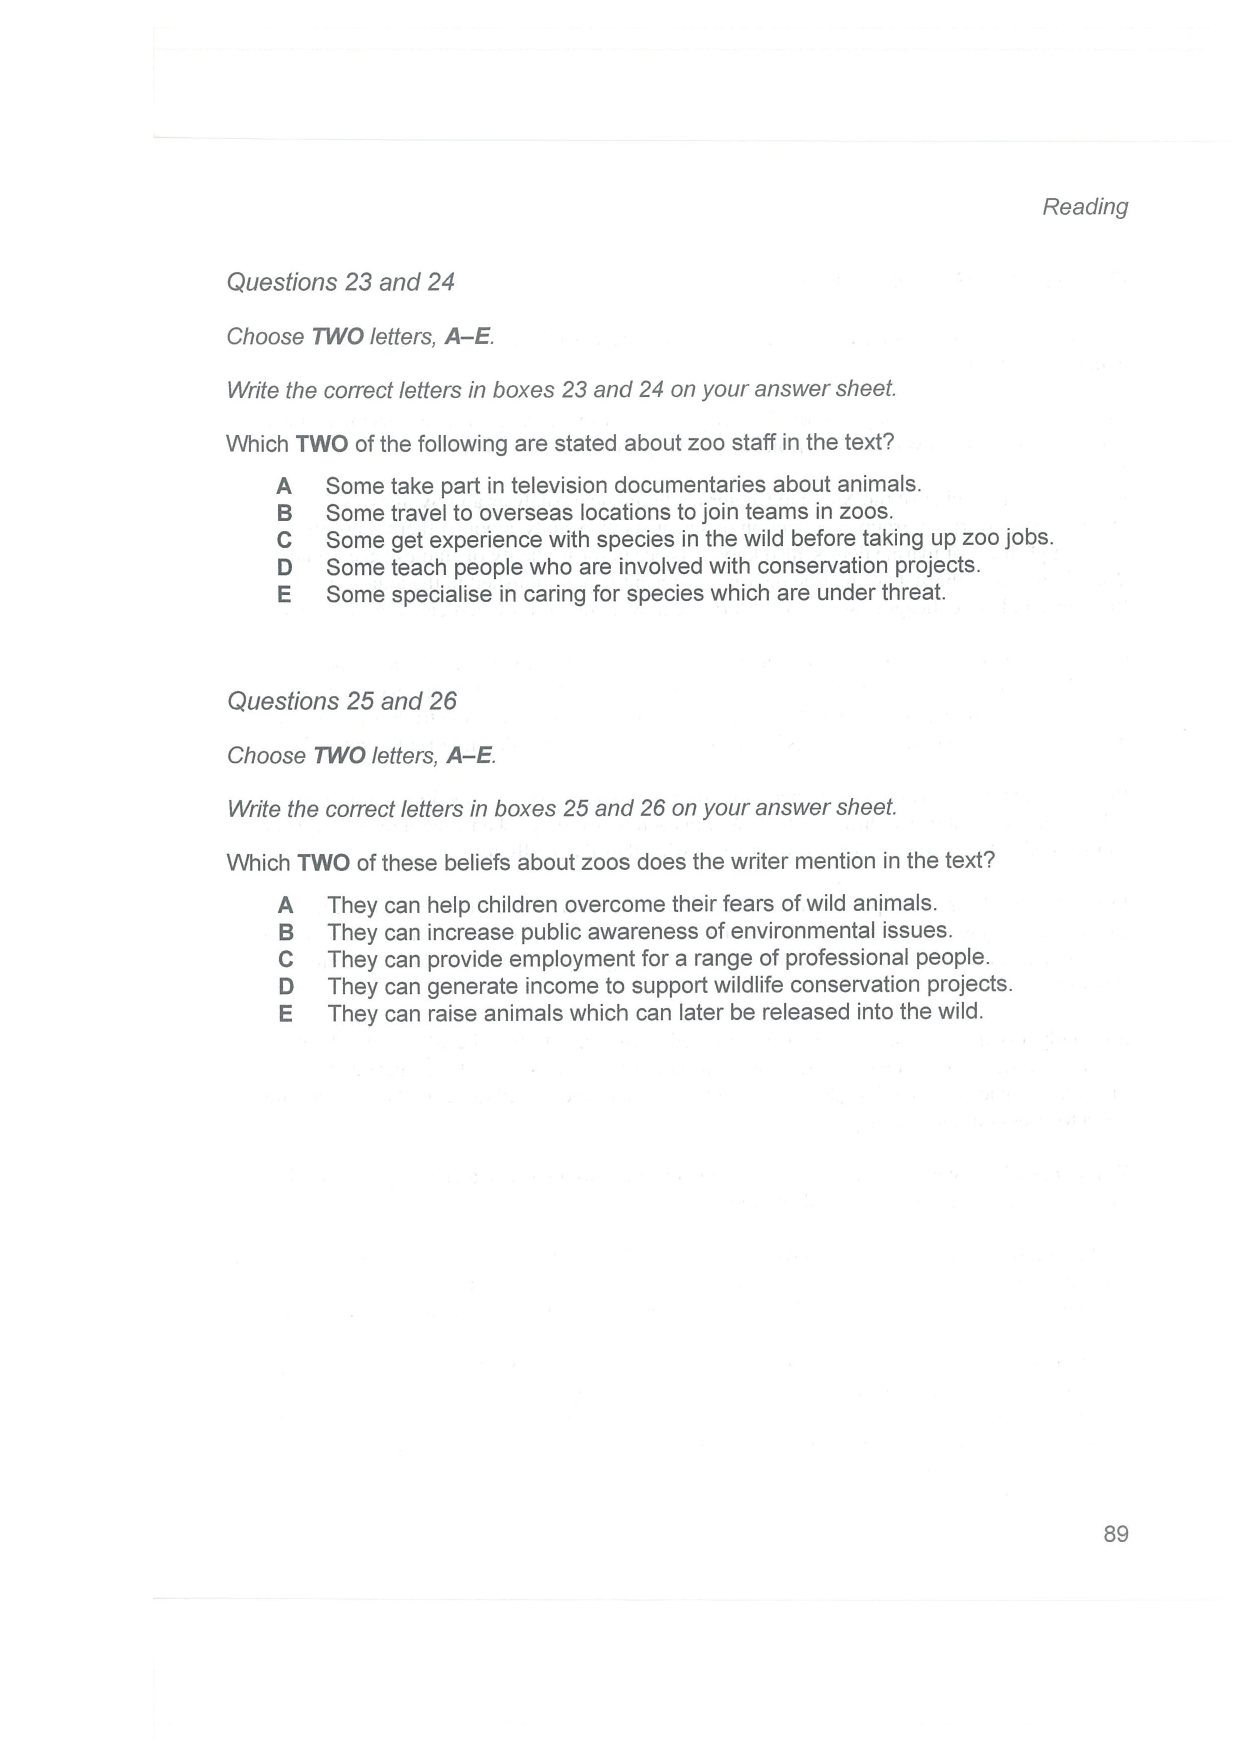 Reading
Questions 23 and 24
Choose TWO letters, A–E.
Write the correct letters in boxes 23 and 24 on your answer sheet.
Which TWO of the following are stated about zoo staff in the text?
A Some take part in television documentaries about animals.
B Some travel to overseas locations to join teams in zoos.
C Some get experience with species in the wild before taking up zoo jobs.
D Some teach people who are involved with conservation projects.
E Some specialise in caring for species which are under threat.
Questions 25 and 26
Choose TWO letters, A–E.
Write the correct letters in boxes 25 and 26 on your answer sheet.
Which TWO of these beliefs about zoos does the writer mention in the text?
A They can help children overcome their fears of wild animals.
B They can increase public awareness of environmental issues.
C They can provide employment for a range of professional people.
D They can generate income to support wildlife conservation projects.
E They can raise animals which can later be released into the wild.
89